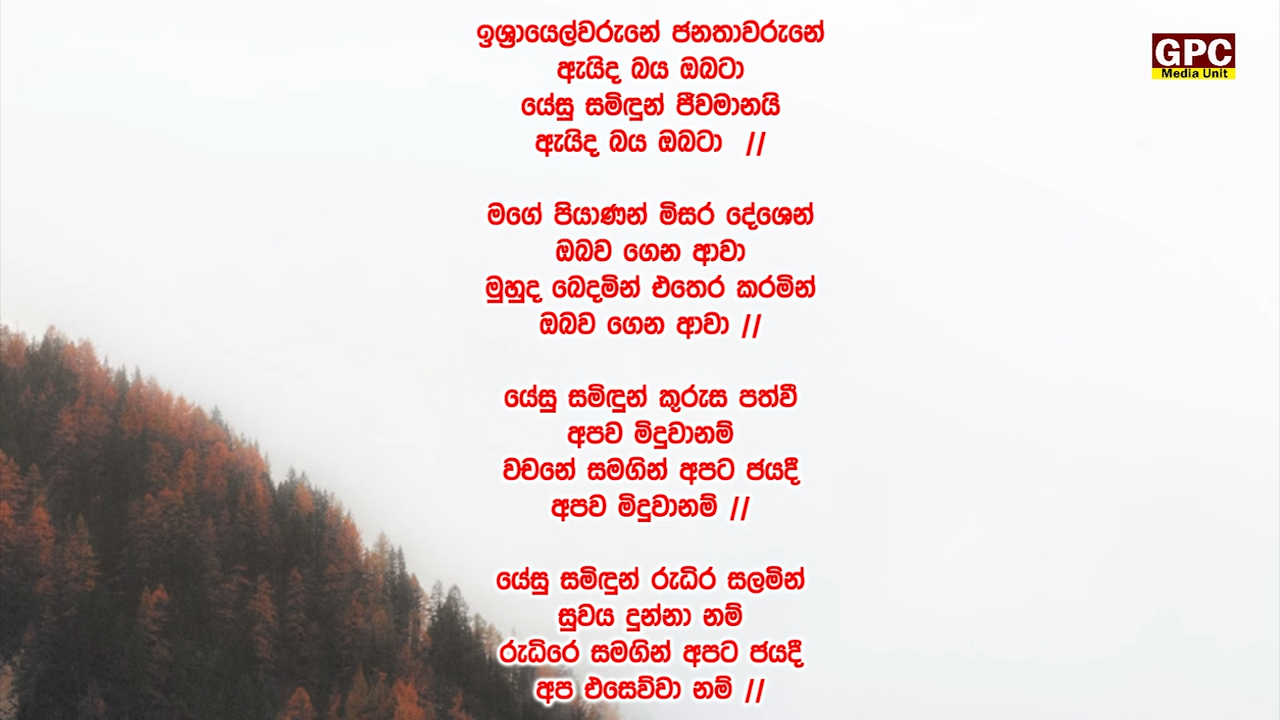 ඉශ්‍රායෙල්වරුනේ ජනතාවරුනේ
ඇයිද බය ඔබටා
යේසු සමිඳුන් ජීවමානයි
ඇයිද බය ඔබටා //
මගේ පියාණන් මිසර දේශෙන්
ඔබව ගෙන ආවා
මුහුද බෙදමින් එතෙර කරමින්
ඔබව ගෙන ආවා //
යේසු සමිඳුන් කුරුස පත්වී
අපව මිදුවානම්
වචනේ සමගින් අපට ජයදී
අපව මිදුවානම් //
යේසු සමිඳුන් රුධිර සලමින්
සුවය දුන්නා නම්
රුධිරෙ සමගින් අපට ජයදී
අප එසෙව්වා නම් //
GPC
Media Unit